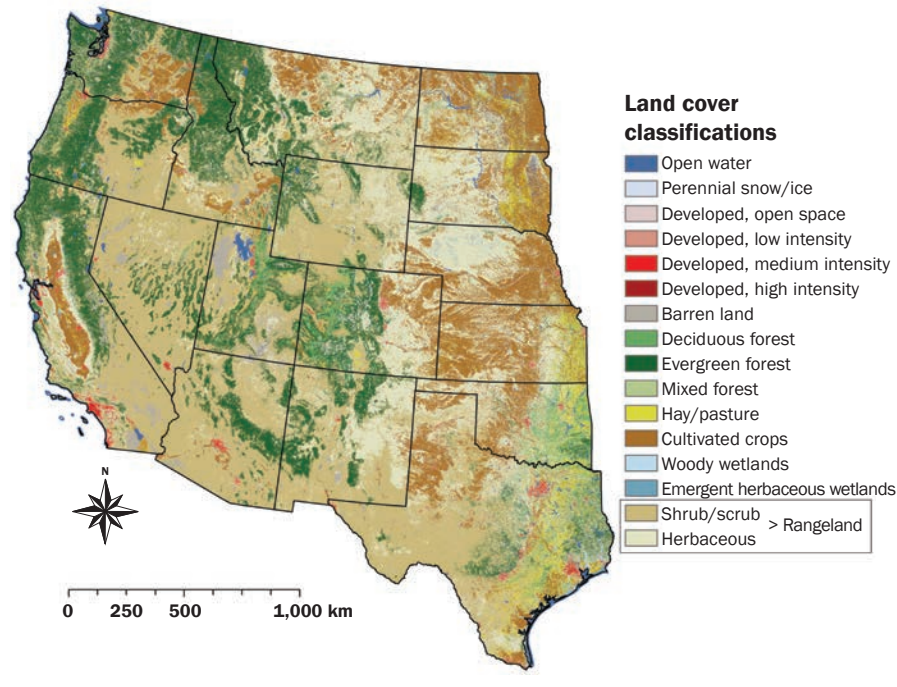 Land cover
classifications
Open water
Perennial snow/ice
Developed, open space
Developed, low intensity
Developed, medium intensity
Developed, high intensity
Barren land
Deciduous forest
Evergreen forest
Mixed forest
Hay/pasture
Cultivated crops
Woody wetlands
Emergent herbaceous wetlands
Shrub/scrub
> Rangeland
Herbaceous
N
0 250 500 1,000 km